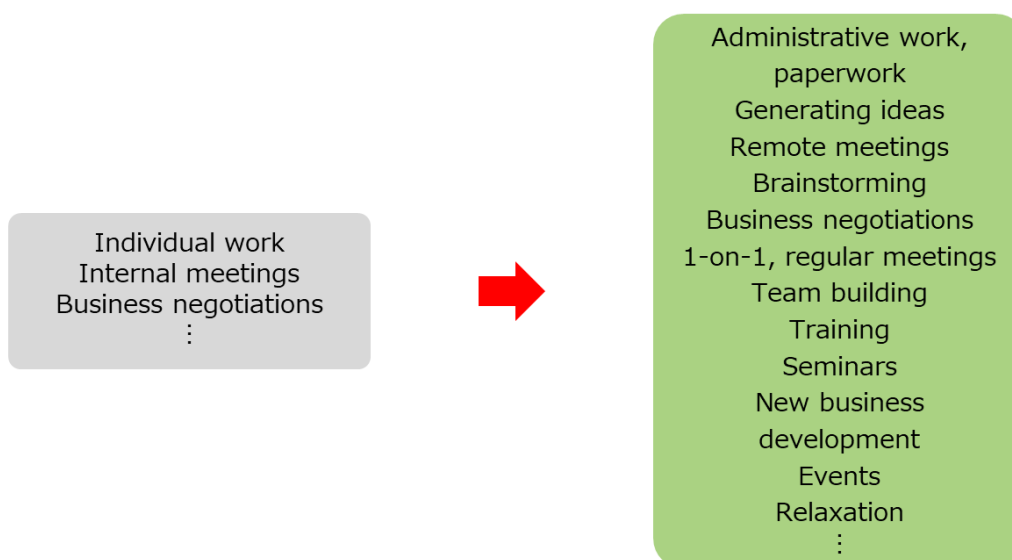 Individual work
Internal meetings
Business negotiations
⋮
Administrative work,
paperwork
Generating ideas
Remote meetings
Brainstorming
Business negotiations
1-on-1, regular meetings
Team building
Training
Seminars
New business
development
Events
Relaxation
⋮